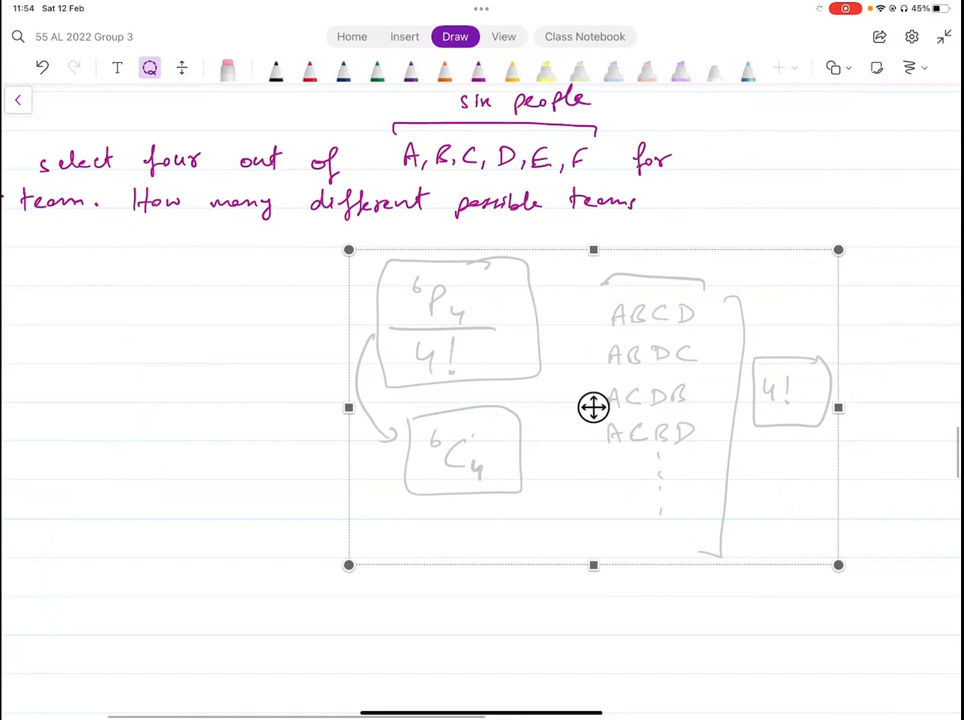 11:54 Sat 12 Feb
45%
55 AL 2022 Group 3
Home Insert Draw View Class Notebook
T
six people
select four out of A, B, C, D, E, F for
team. How many different possible teams
⁶P₄
4!
⁶C₄
ABCD
ABDC
ACDB
ACBD
4!